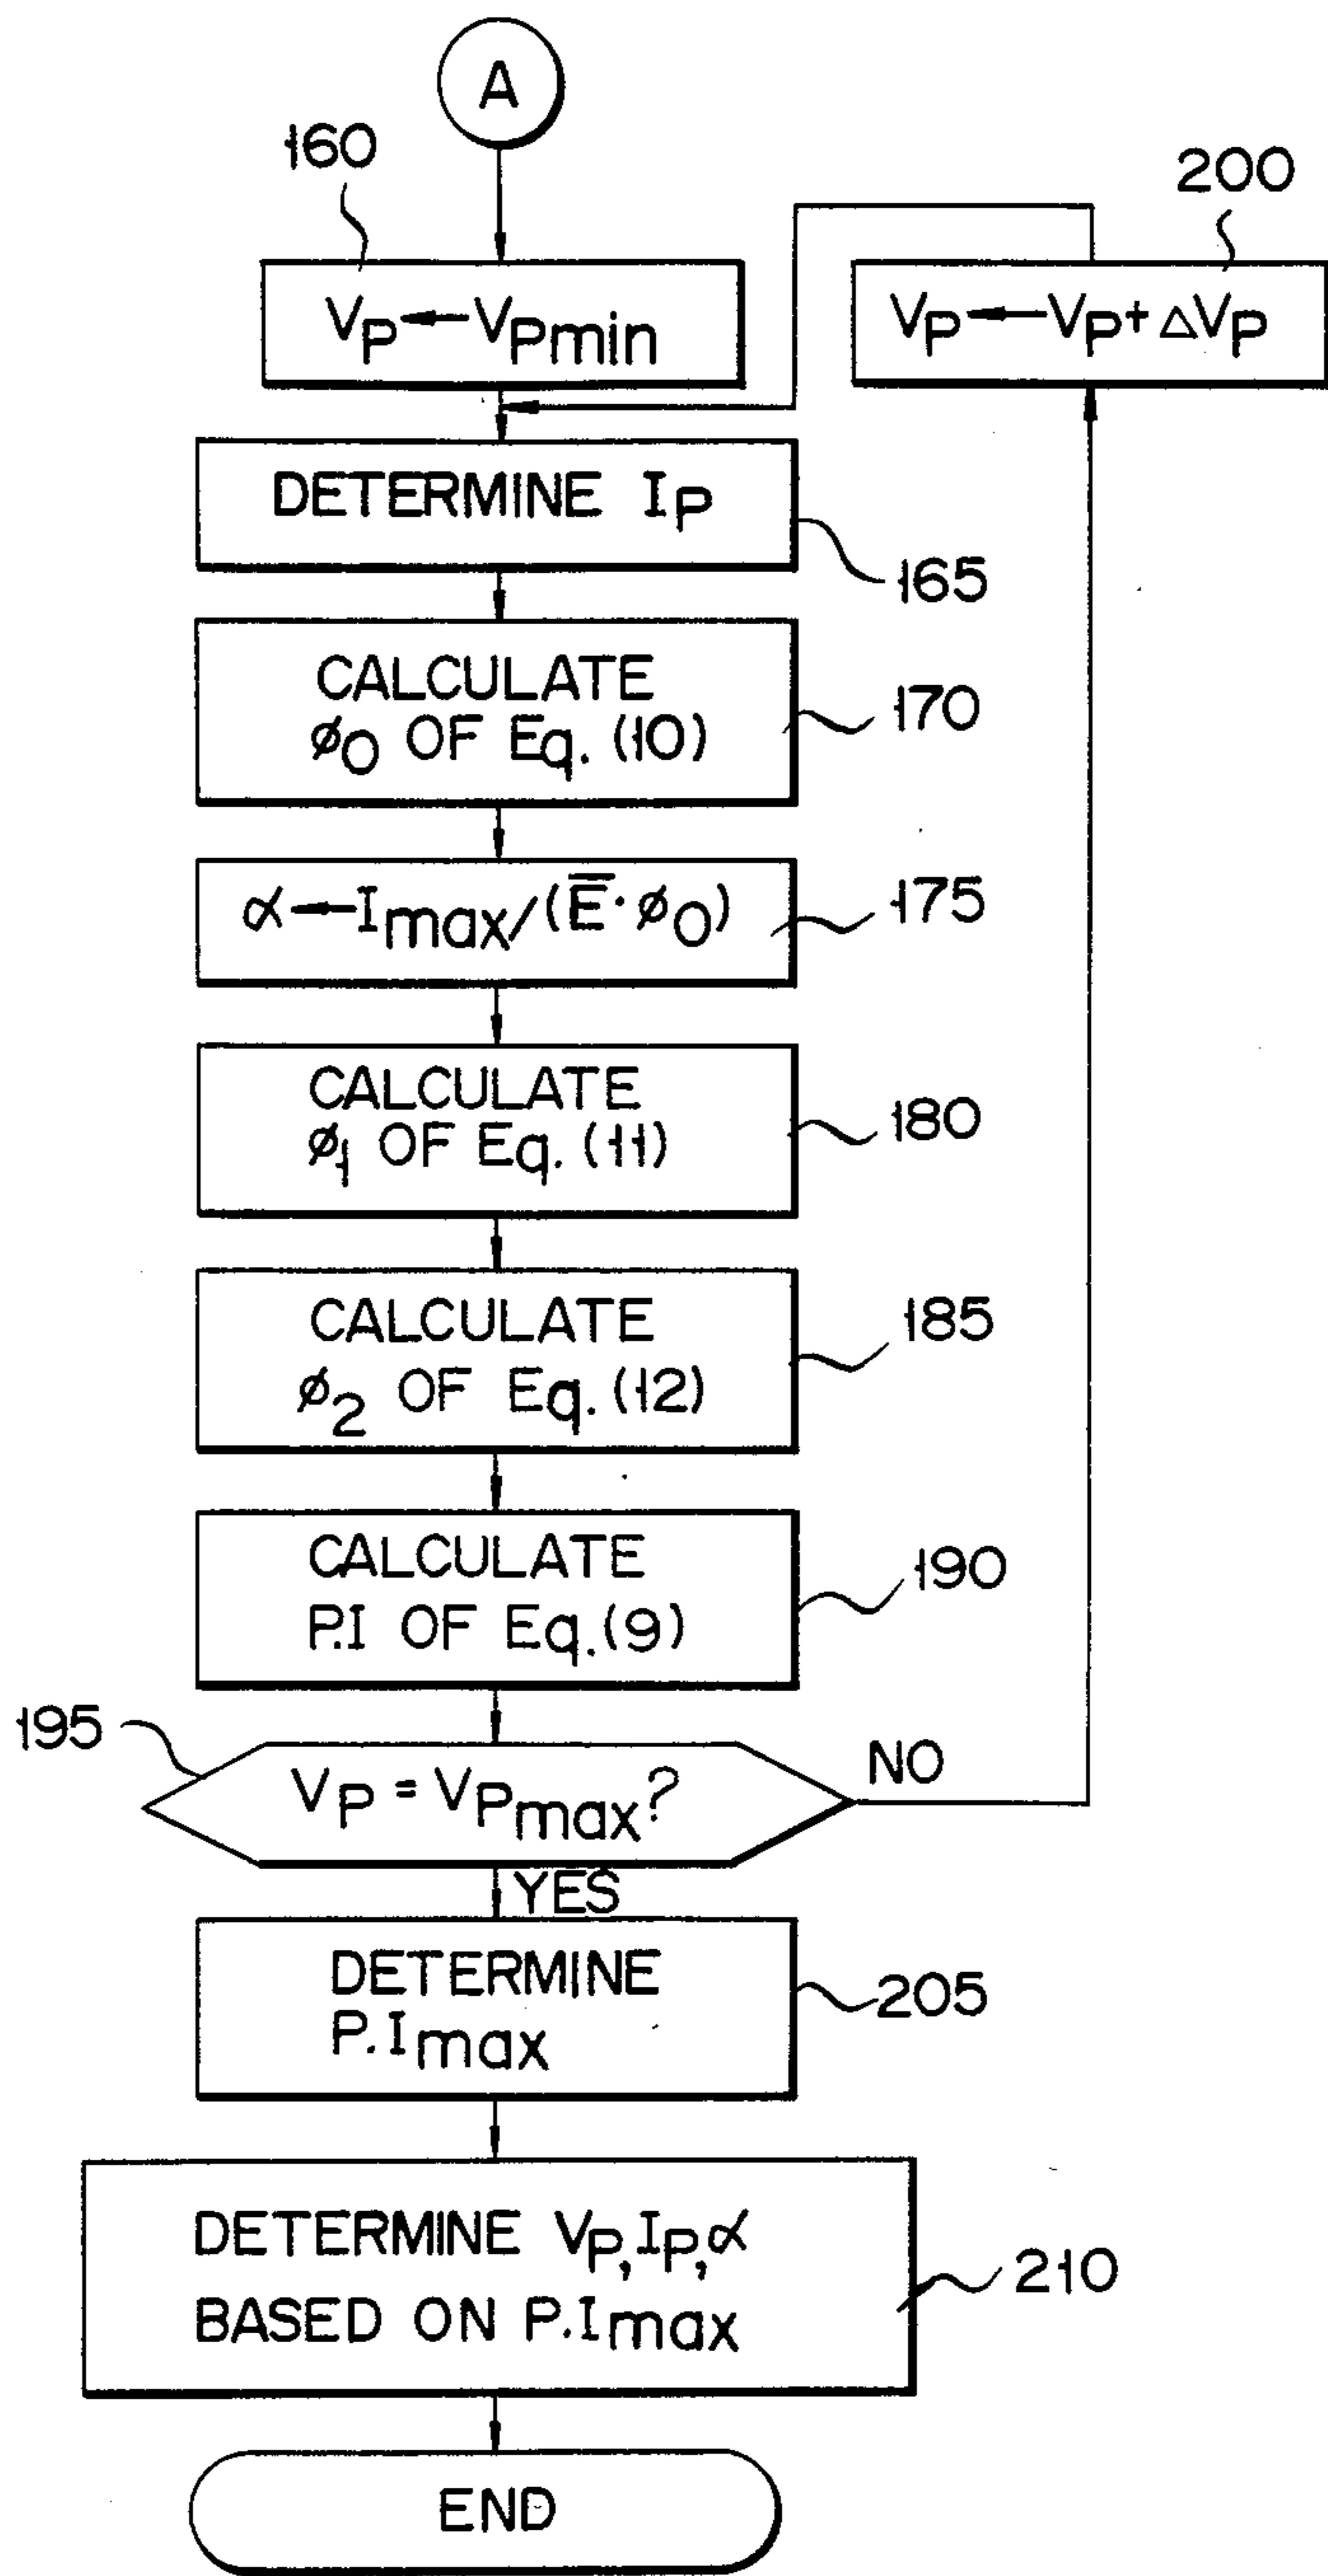 A
160
200
VP←VPmin
VP←VP+ΔVP
DETERMINE IP
165
CALCULATE
ø0 OF Eq. (10)
170
α←Imax/(E̅·ø0)
175
CALCULATE
ø1 OF Eq. (11)
180
CALCULATE
ø2 OF Eq. (12)
185
CALCULATE
P.I OF Eq.(9)
190
195
VP = VPmax?
NO
YES
DETERMINE
P.Imax
205
DETERMINE VP,IP,α
BASED ON P.Imax
210
END